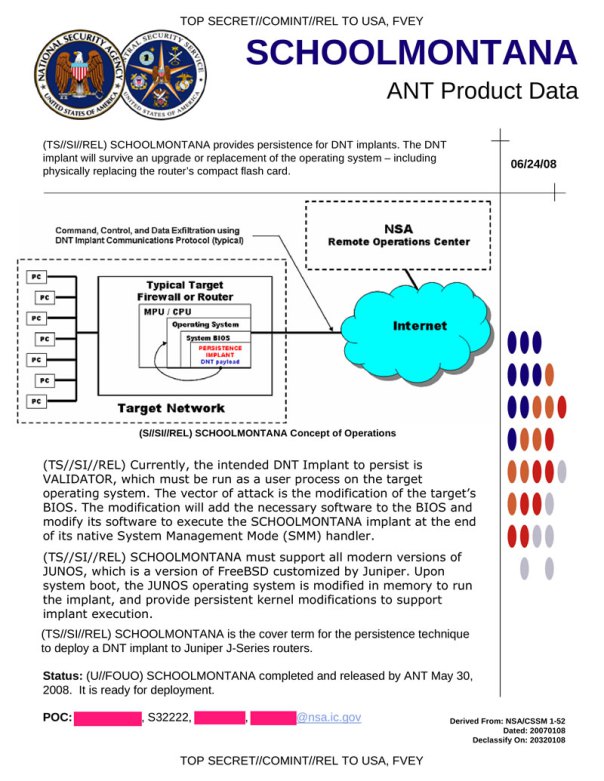 TOP SECRET//COMINT//REL TO USA, FVEY
NATIONAL SECURITY AGENCY
UNITED STATES OF AMERICA
CENTRAL SECURITY SERVICE
UNITED STATES OF AMERICA
SCHOOLMONTANA
ANT Product Data
(TS//SI//REL) SCHOOLMONTANA provides persistence for DNT implants. The DNT
implant will survive an upgrade or replacement of the operating system – including
physically replacing the router's compact flash card.
06/24/08
Command, Control, and Data Exfiltration using
DNT Implant Communications Protocol (typical)
NSA
Remote Operations Center
PC
PC
PC
PC
PC
PC
PC
Typical Target
Firewall or Router
MPU / CPU
Operating System
System BIOS
PERSISTENCE
IMPLANT
DNT payload
Internet
Target Network
(S//SI//REL) SCHOOLMONTANA Concept of Operations
(TS//SI//REL) Currently, the intended DNT Implant to persist is
VALIDATOR, which must be run as a user process on the target
operating system. The vector of attack is the modification of the target's
BIOS. The modification will add the necessary software to the BIOS and
modify its software to execute the SCHOOLMONTANA implant at the end
of its native System Management Mode (SMM) handler.
(TS//SI//REL) SCHOOLMONTANA must support all modern versions of
JUNOS, which is a version of FreeBSD customized by Juniper. Upon
system boot, the JUNOS operating system is modified in memory to run
the implant, and provide persistent kernel modifications to support
implant execution.
(TS//SI//REL) SCHOOLMONTANA is the cover term for the persistence technique
to deploy a DNT implant to Juniper J-Series routers.
Status: (U//FOUO) SCHOOLMONTANA completed and released by ANT May 30,
2008. It is ready for deployment.
POC: , S32222, , @nsa.ic.gov
Derived From: NSA/CSSM 1-52
Dated: 20070108
Declassify On: 20320108
TOP SECRET//COMINT//REL TO USA, FVEY